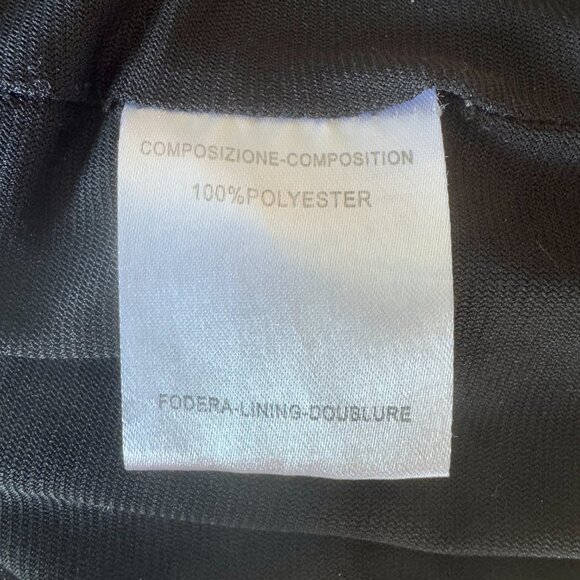 COMPOSIZIONE-COMPOSITION
100%POLYESTER
FODERA-LINING-DOUBLURE